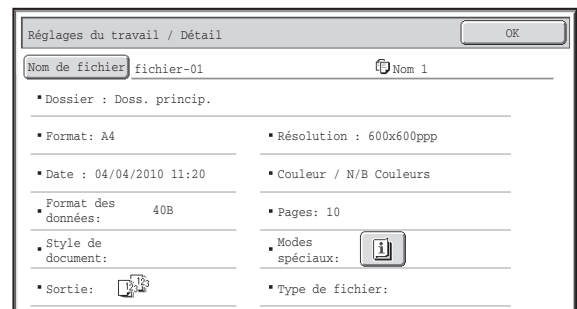 Réglages du travail / Détail
OK
Nom de fichier fichier-01 Nom 1
Dossier : Doss. princip.
Format: A4
Résolution : 600x600ppp
Date : 04/04/2010 11:20
Couleur / N/B Couleurs
Format des
données: 40B
Pages: 10
Style de
document:
Modes
spéciaux:
Sortie: 123 123
Type de fichier: